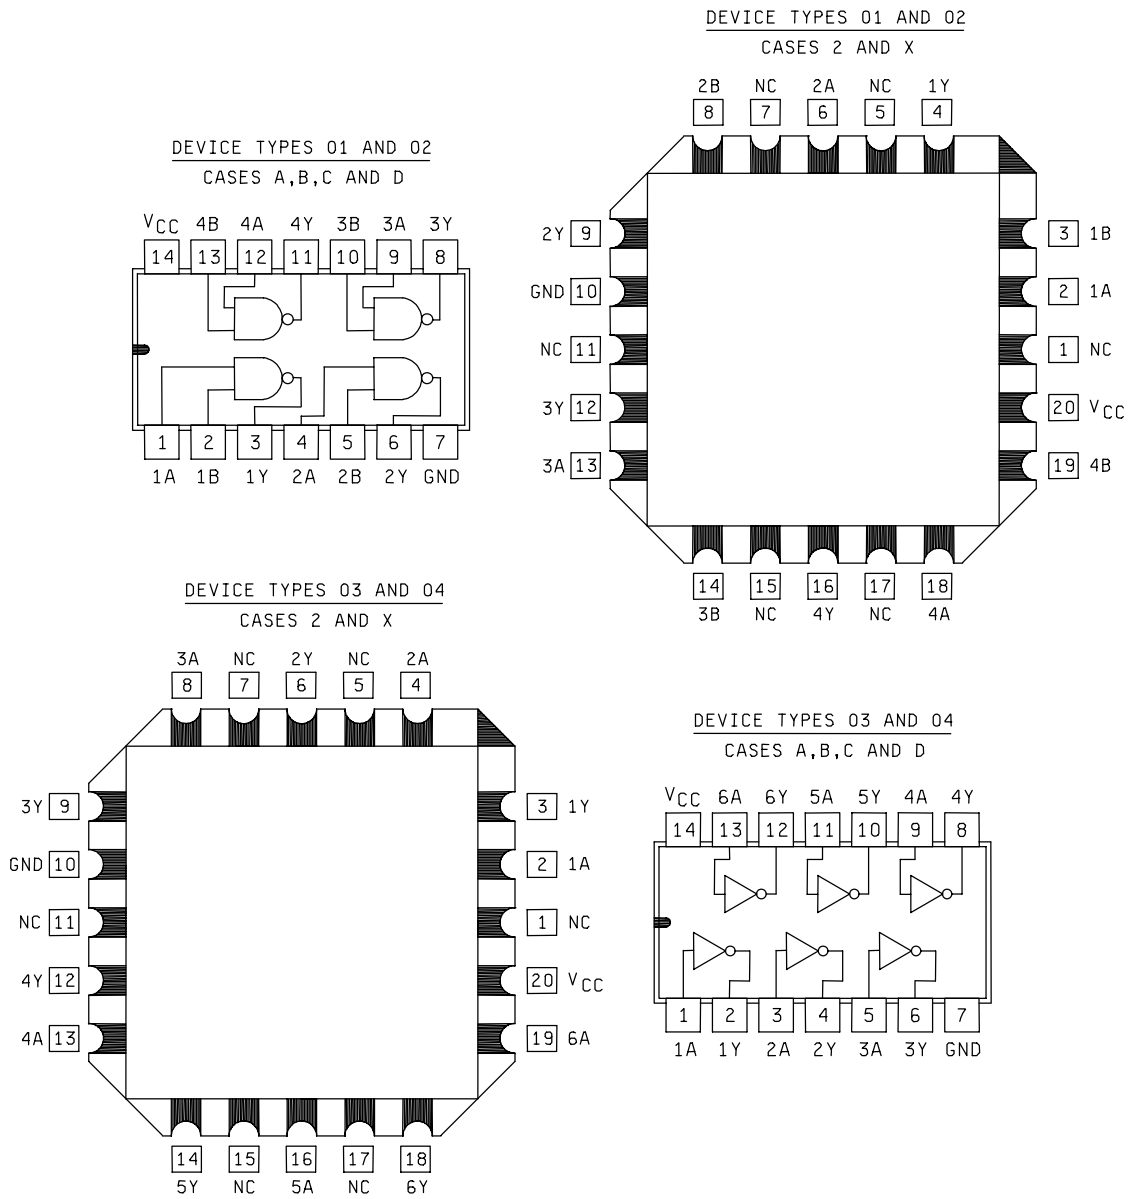 DEVICE TYPES 01 AND 02
CASES 2 AND X
2B NC 2A NC 1Y
8 7 6 5 4
2Y 9 3 1B
GND 10 2 1A
NC 11 1 NC
3Y 12 20 VCC
3A 13 19 4B
14 15 16 17 18
3B NC 4Y NC 4A
DEVICE TYPES 01 AND 02
CASES A,B,C AND D
VCC 4B 4A 4Y 3B 3A 3Y
14 13 12 11 10 9 8
1 2 3 4 5 6 7
1A 1B 1Y 2A 2B 2Y GND
DEVICE TYPES 03 AND 04
CASES 2 AND X
3A NC 2Y NC 2A
8 7 6 5 4
3Y 9 3 1Y
GND 10 2 1A
NC 11 1 NC
4Y 12 20 VCC
4A 13 19 6A
14 15 16 17 18
5Y NC 5A NC 6Y
DEVICE TYPES 03 AND 04
CASES A,B,C AND D
VCC 6A 6Y 5A 5Y 4A 4Y
14 13 12 11 10 9 8
1 2 3 4 5 6 7
1A 1Y 2A 2Y 3A 3Y GND